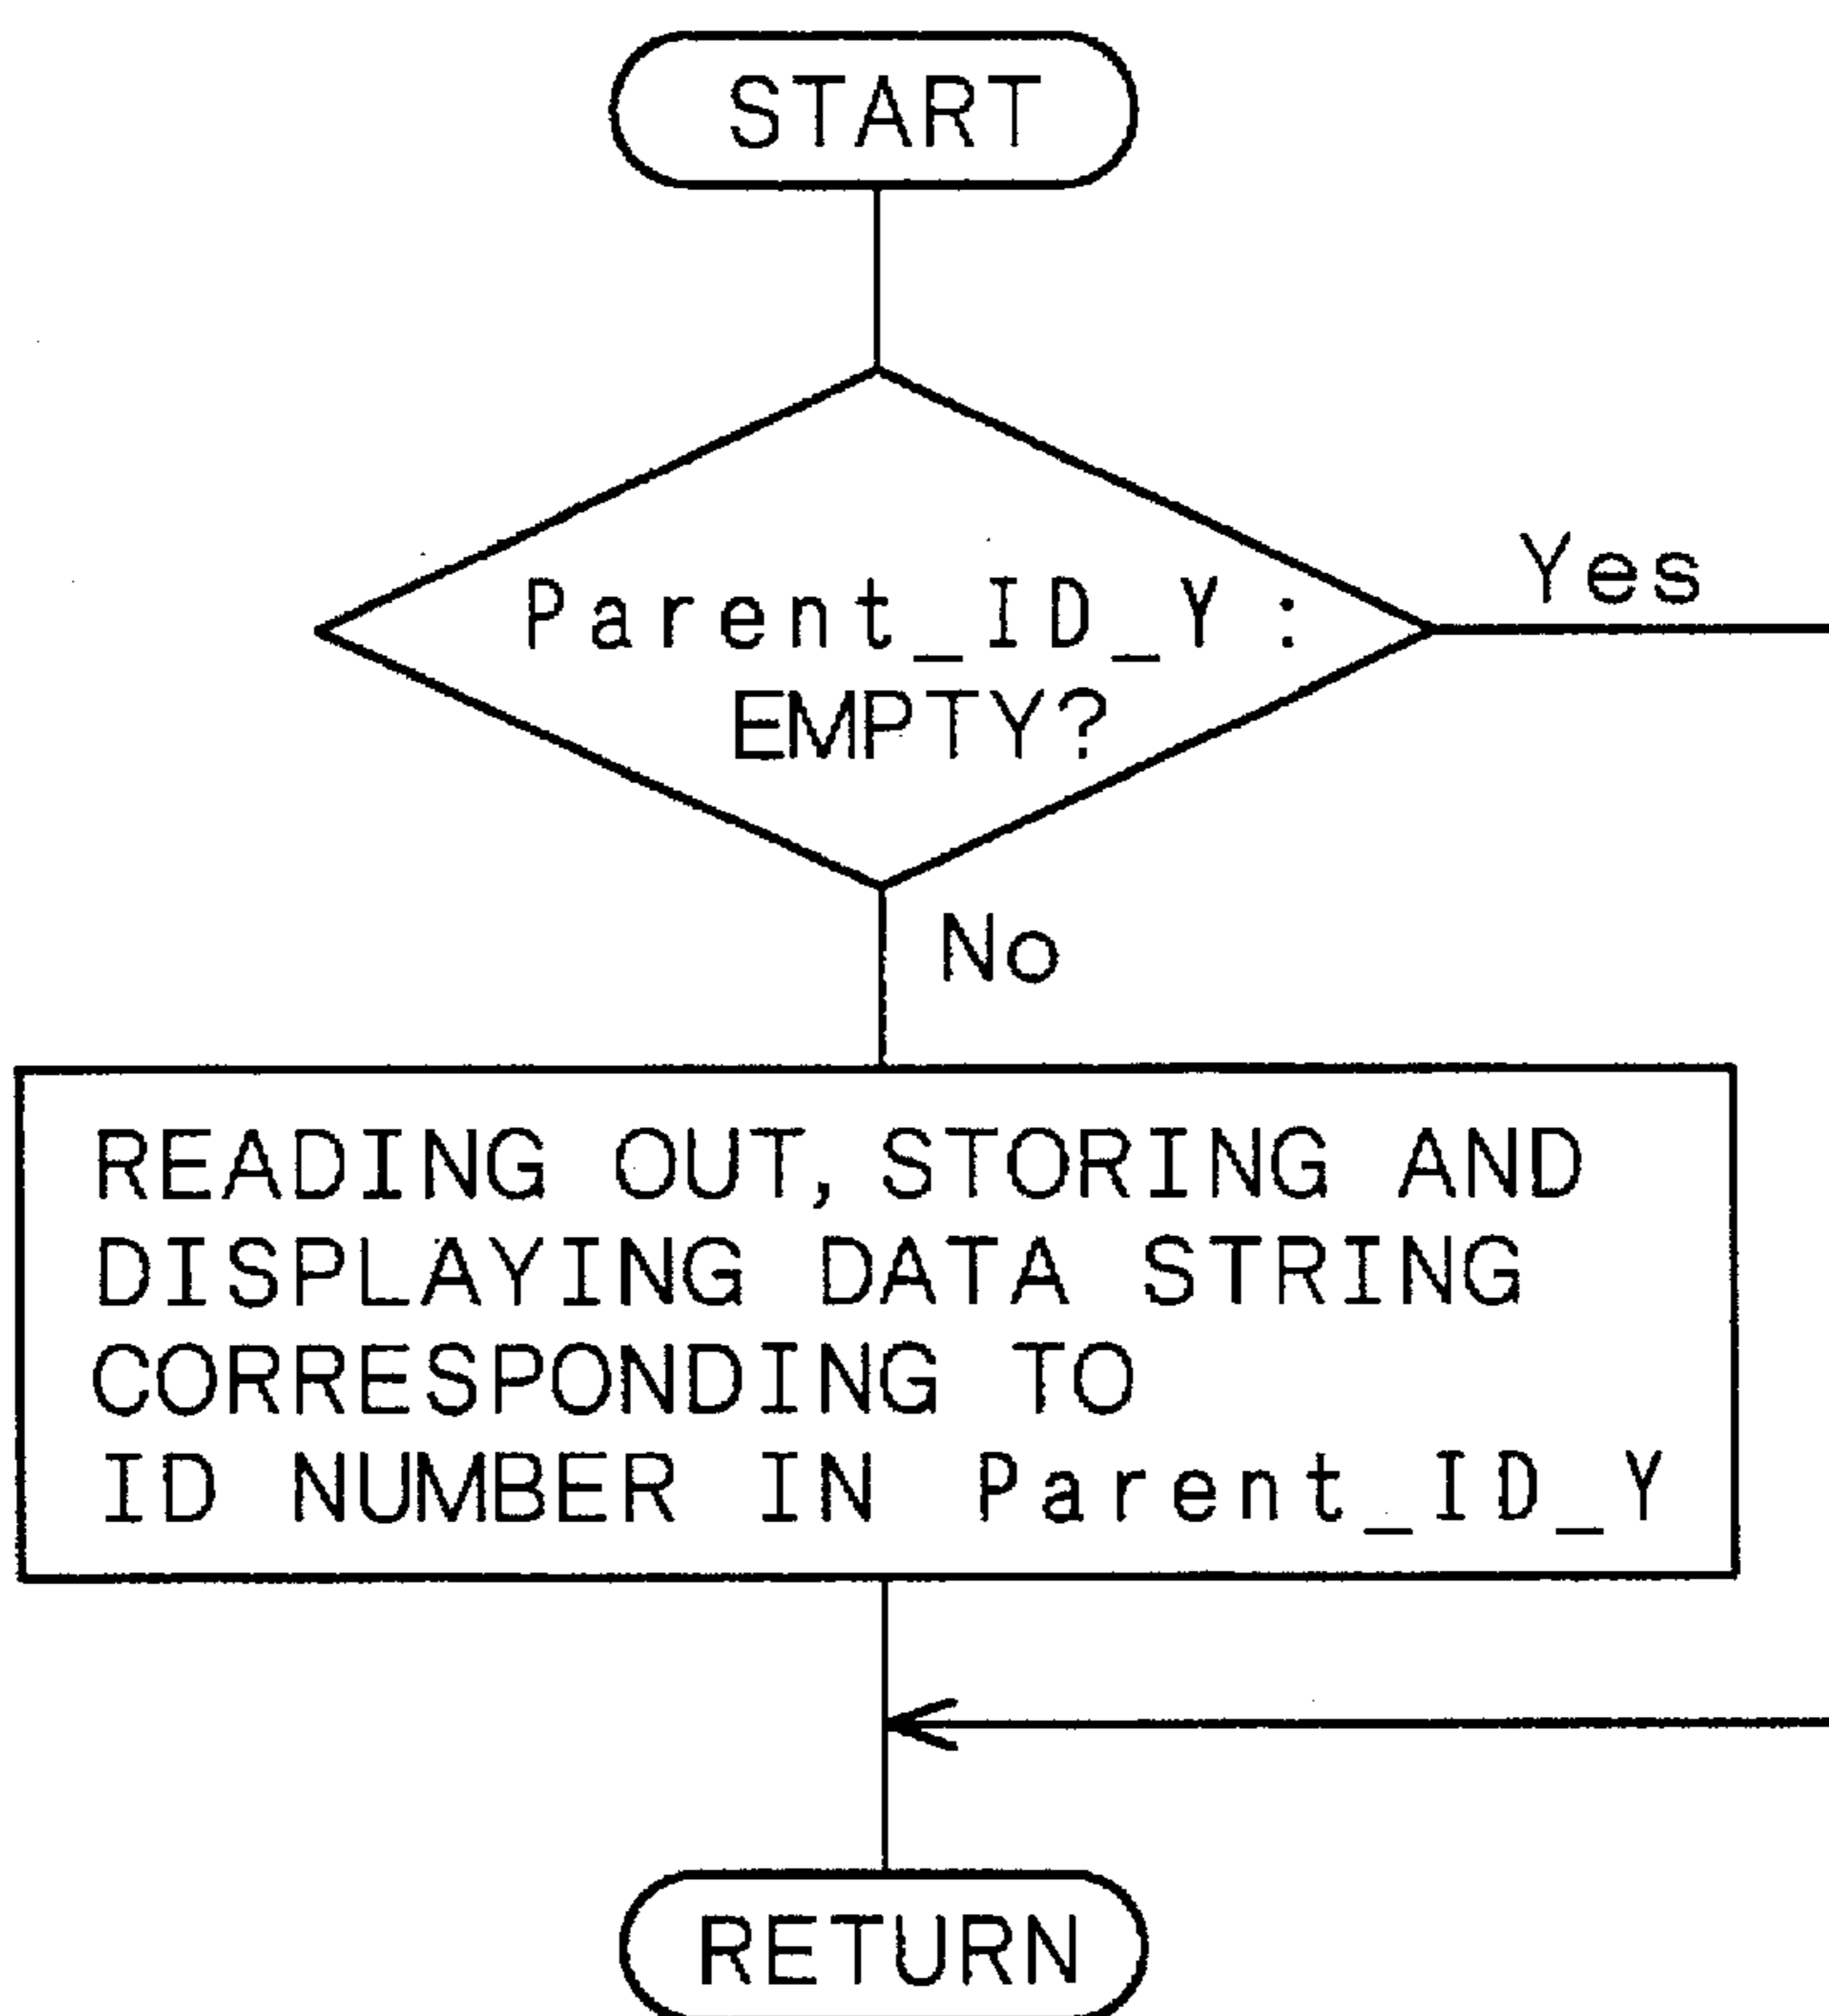 START
Parent_ID_Y :
EMPTY?
Yes
No
READING OUT, STORING AND
DISPLAYING DATA STRING
CORRESPONDING TO
ID NUMBER IN Parent_ID_Y
RETURN